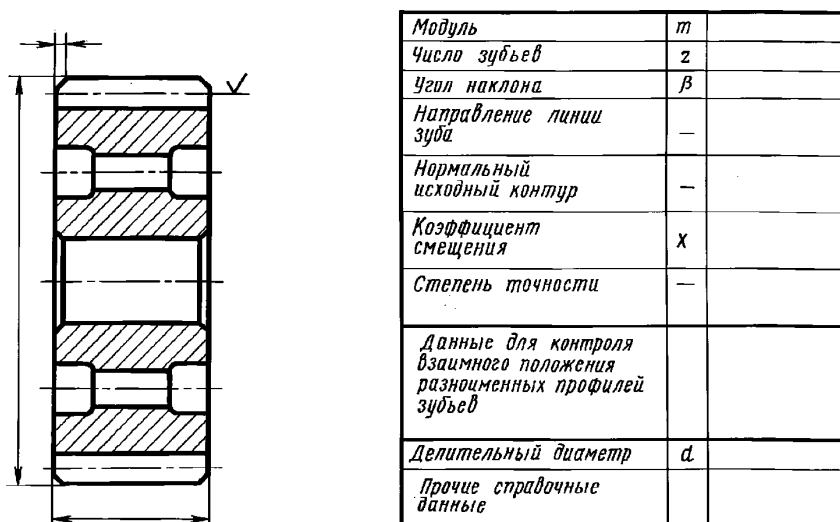 Модуль m
Число зубьев z
Угол наклона β
Направление линии
зуба —
Нормальный
исходный контур —
Коэффициент
смещения x
Степень точности —
Данные для контроля
взаимного положения
разноименных профилей
зубьев
Делительный диаметр d
Прочие справочные
данные